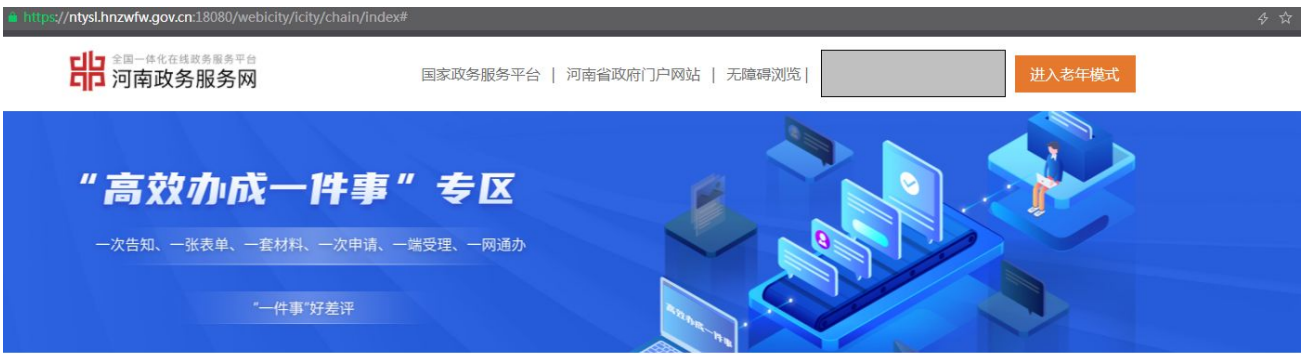 https://ntysl.hnzwfw.gov.cn:18080/webicity/icity/chain/index#
全国一体化在线政务服务平台
河南政务服务网
国家政务服务平台 | 河南省政府门户网站 | 无障碍浏览 |
进入老年模式
“高效办成一件事”专区
一次告知、一张表单、一套材料、一次申请、一端受理、一网通办
“一件事”好差评
高效办成一件事